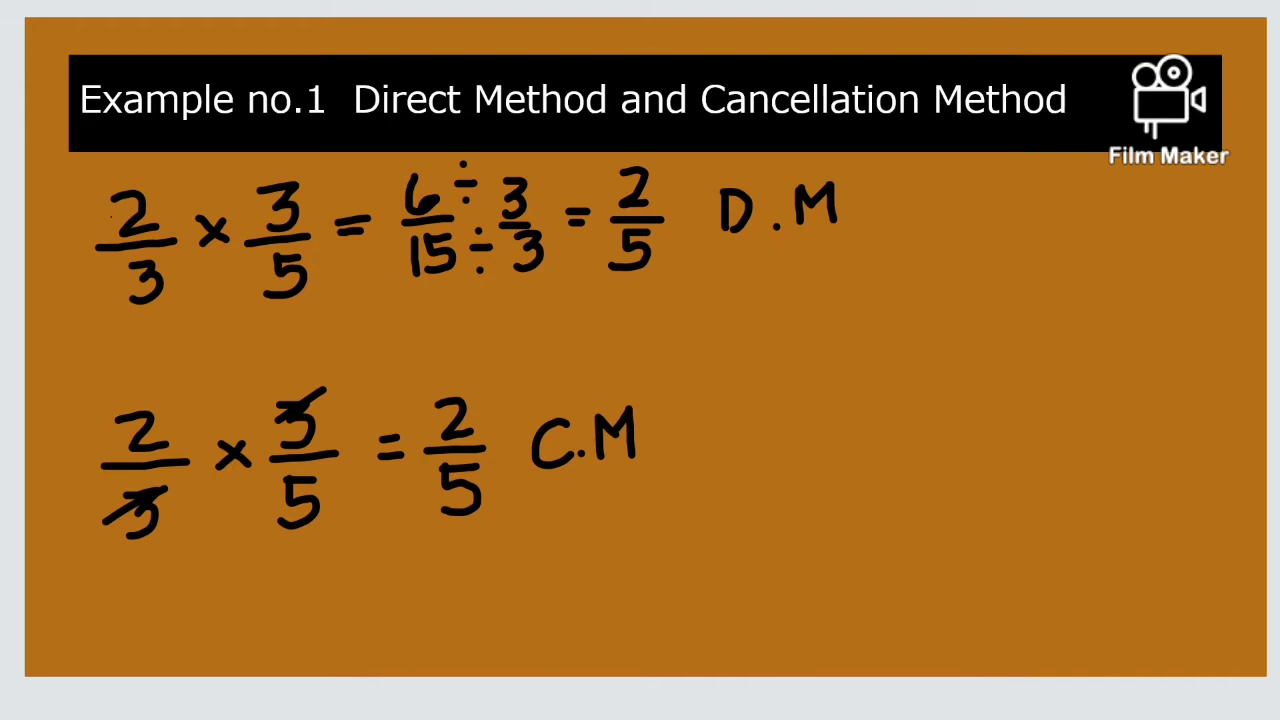 Example no.1 Direct Method and Cancellation Method
Film Maker
2/3 × 3/5 = 6/15 ÷ 3/3 = 2/5 D.M
2/3 × 3/5 = 2/5 C.M